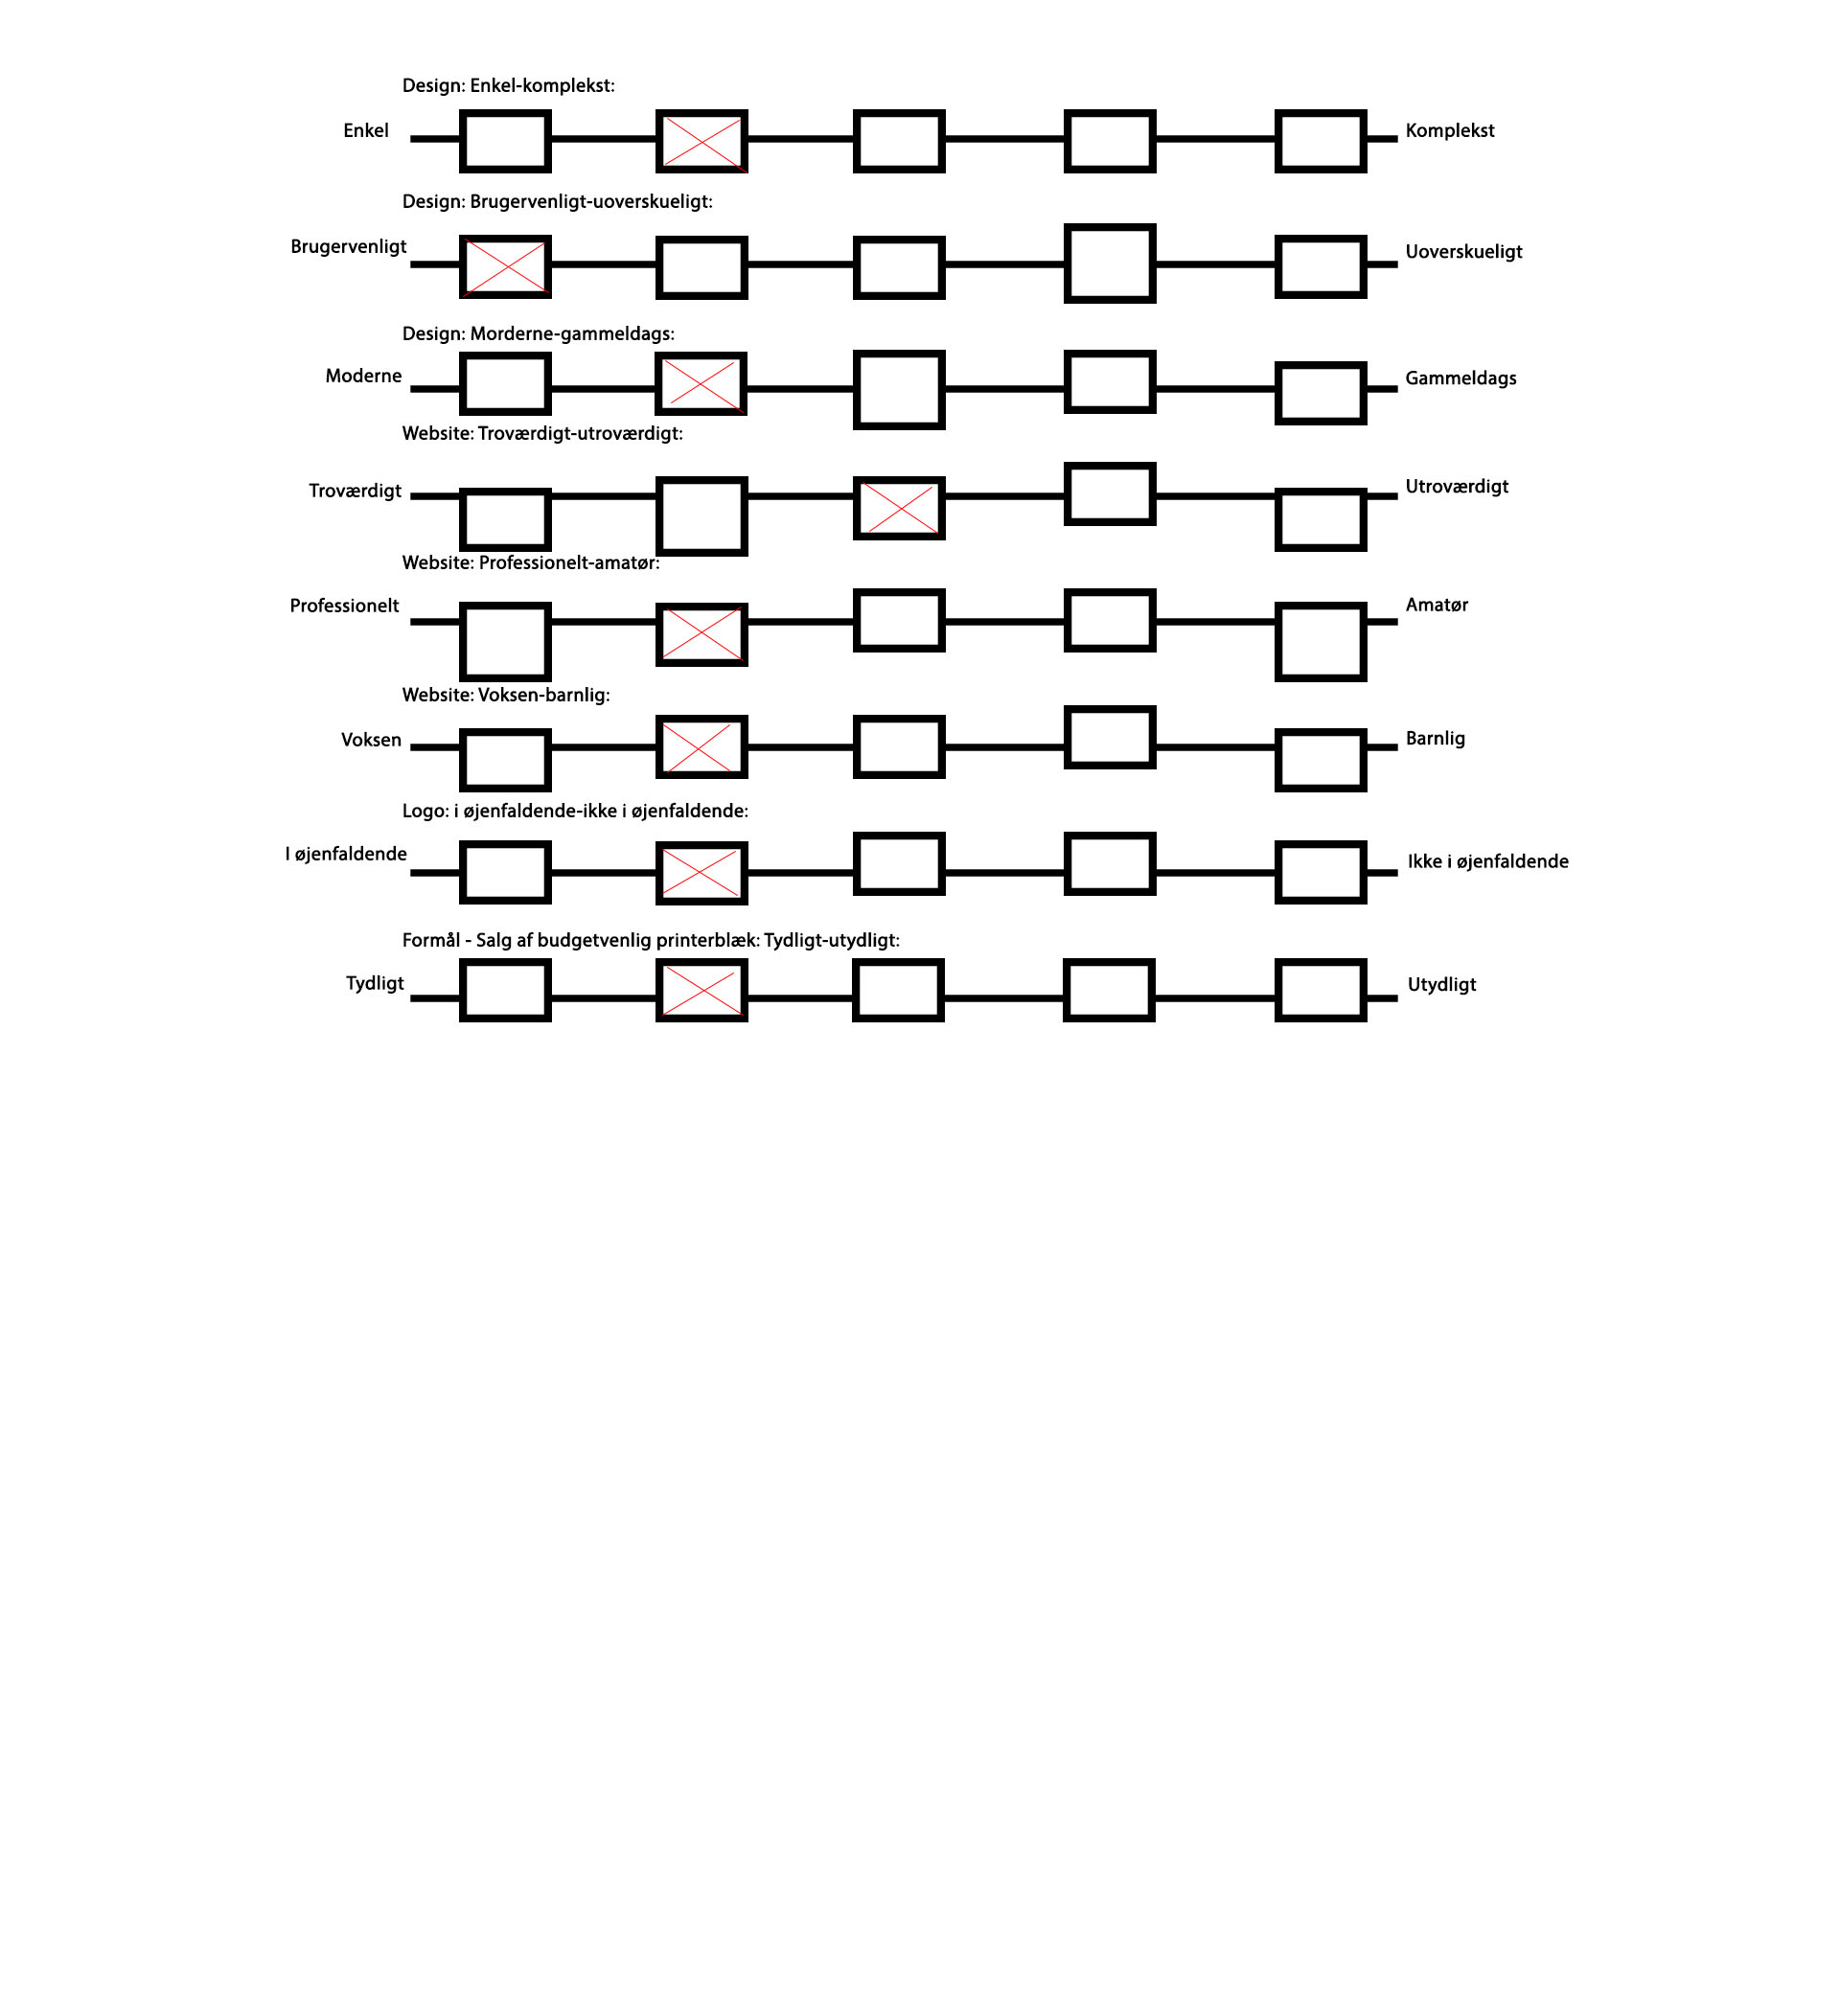 Design: Enkel-komplekst:
Enkel Komplekst
Design: Brugervenligt-uoverskueligt:
Brugervenligt Uoverskueligt
Design: Morderne-gammeldags:
Moderne Gammeldags
Website: Troværdigt-utroværdigt:
Troværdigt Utroværdigt
Website: Professionelt-amatør:
Professionelt Amatør
Website: Voksen-barnlig:
Voksen Barnlig
Logo: i øjenfaldende-ikke i øjenfaldende:
I øjenfaldende Ikke i øjenfaldende
Formål - Salg af budgetvenlig printerblæk: Tydligt-utydligt:
Tydligt Utydligt